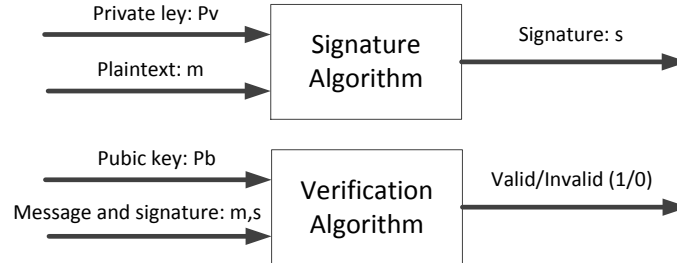 Private ley: Pv
Plaintext: m
Signature
Algorithm
Signature: s
Pubic key: Pb
Message and signature: m,s
Verification
Algorithm
Valid/Invalid (1/0)